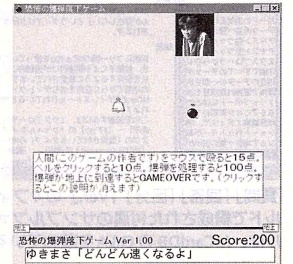 恐怖の爆弾落下ゲーム
人間(このゲームの作者です)をマウスで殴ると15点。
ベルをクリックすると10点。爆弾を処理すると100点。
爆弾が地上に到達するとGAMEOVERです。(クリックす
るとこの説明が消えます)
地上
地上
恐怖の爆弾落下ゲーム Ver 1.00
Score:200
ゆきまさ「どんどん速くなるよ」